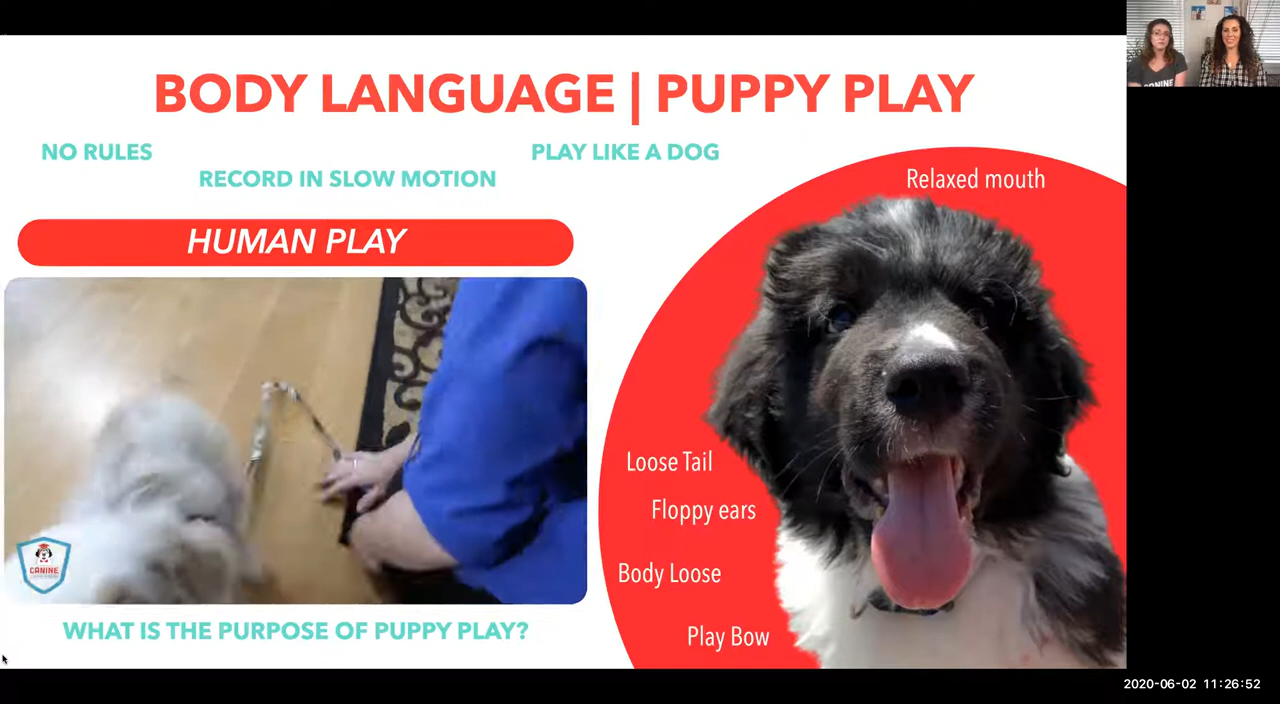 BODY LANGUAGE | PUPPY PLAY
NO RULES
PLAY LIKE A DOG
RECORD IN SLOW MOTION
Relaxed mouth
HUMAN PLAY
Loose Tail
Floppy ears
Body Loose
Play Bow
CANINE
WHAT IS THE PURPOSE OF PUPPY PLAY?
CANINE
2020-06-02 11:26:52